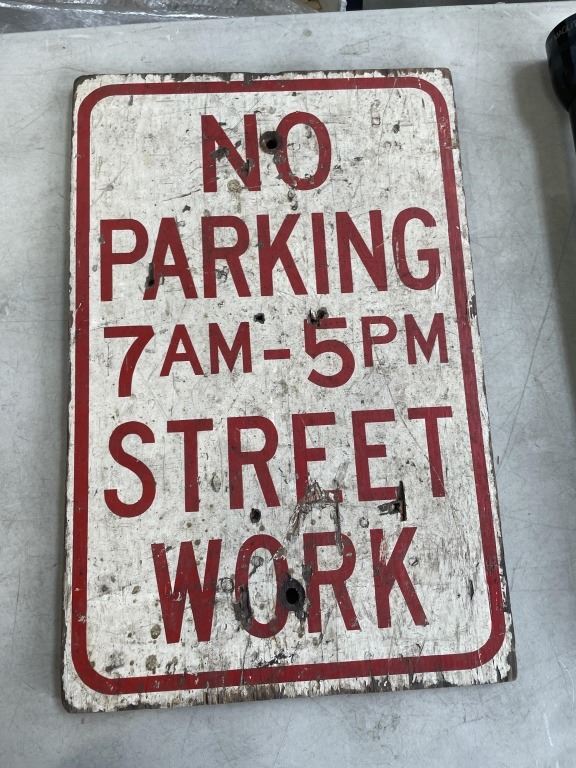 NO
PARKING
7AM-5PM
STREET
WORK